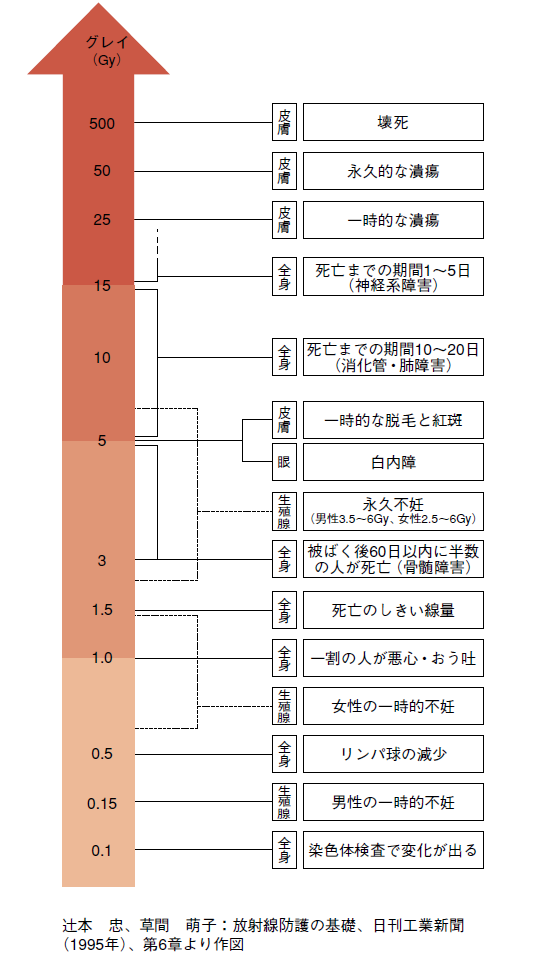 グレイ
（Gy）
500
皮膚
壊死
50
皮膚
永久的な潰瘍
25
皮膚
一時的な潰瘍
全身
死亡までの期間1〜5日
（神経系障害）
15
10
全身
死亡までの期間10〜20日
（消化管・肺障害）
皮膚
一時的な脱毛と紅斑
5
眼
白内障
生殖腺
永久不妊
（男性3.5〜6Gy、女性2.5〜6Gy）
3
全身
被ばく後60日以内に半数
の人が死亡（骨髄障害）
1.5
全身
死亡のしきい線量
1.0
全身
一割の人が悪心・おう吐
生殖腺
女性の一時的不妊
0.5
全身
リンパ球の減少
0.15
生殖腺
男性の一時的不妊
0.1
全身
染色体検査で変化が出る
辻本　忠、草間　萌子：放射線防護の基礎、日刊工業新聞
（1995年）、第6章より作図